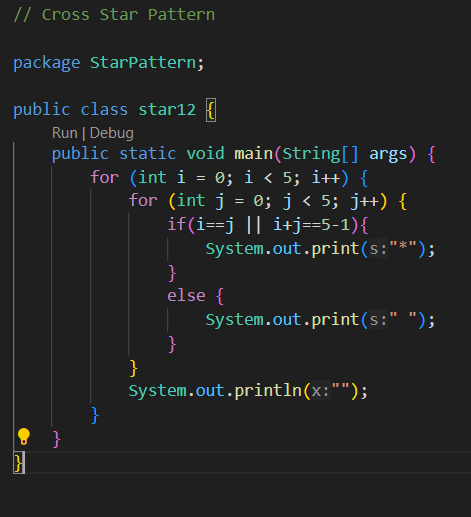 // Cross Star Pattern
package StarPattern;
public class star12 {
Run | Debug
public static void main(String[] args) {
for (int i = 0; i < 5; i++) {
for (int j = 0; j < 5; j++) {
if(i==j || i+j==5-1){
System.out.print(s:"*");
}
else {
System.out.print(s:" ");
}
}
System.out.println(x:"");
}
}
}